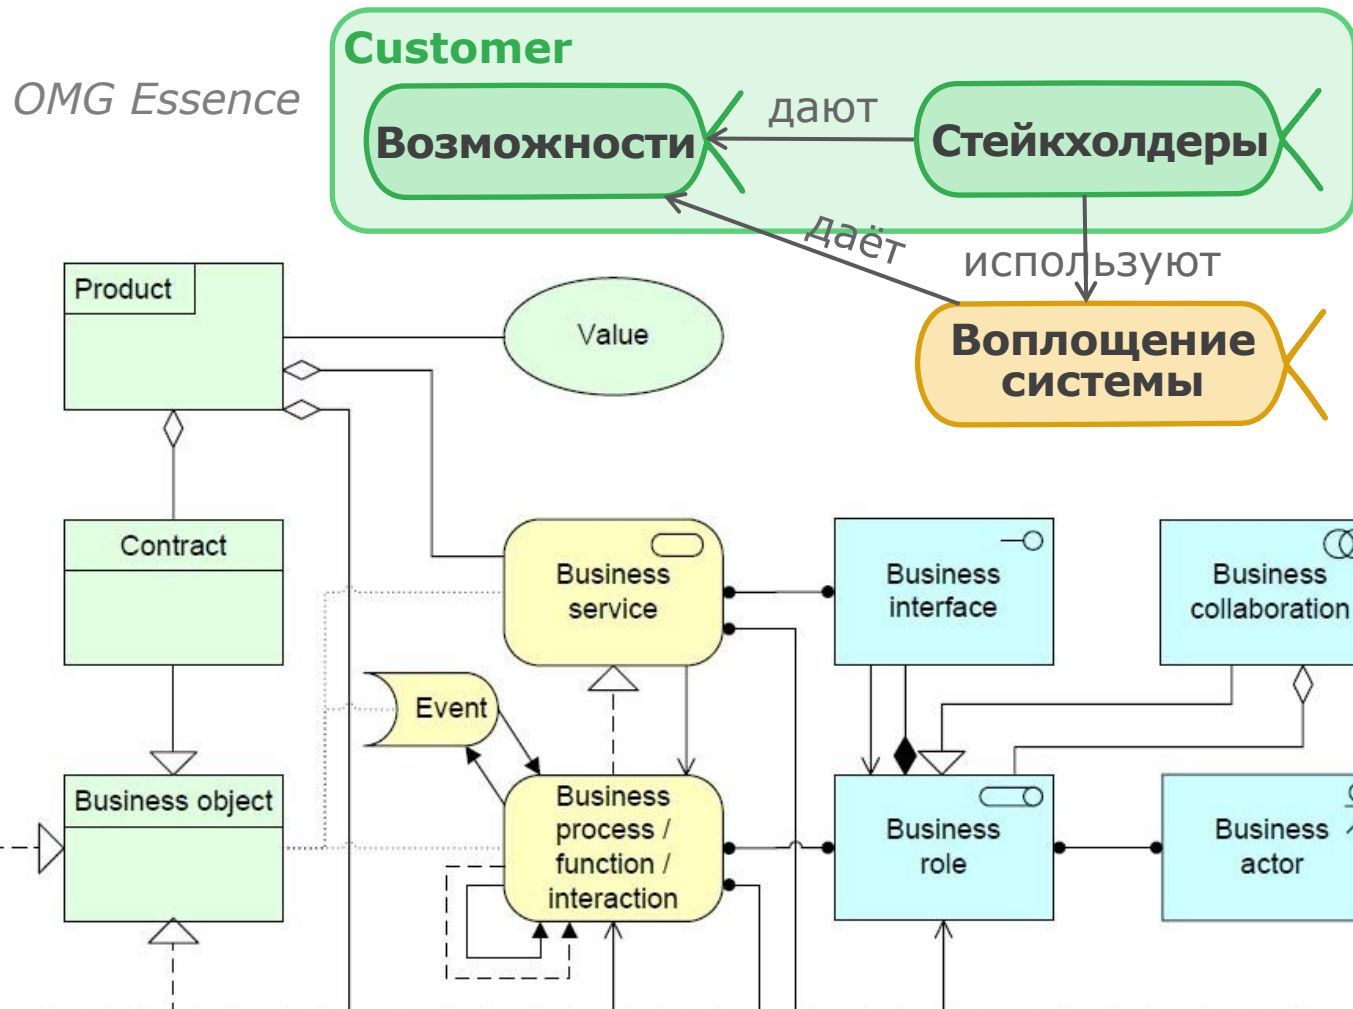 Customer
OMG Essence
Возможности
дают
Стейкхолдеры
даёт
используют
Воплощение
системы
Product
Value
Contract
Business
service
Business
interface
Business
collaboration
Event
Business object
Business
process /
function /
interaction
Business
role
Business
actor